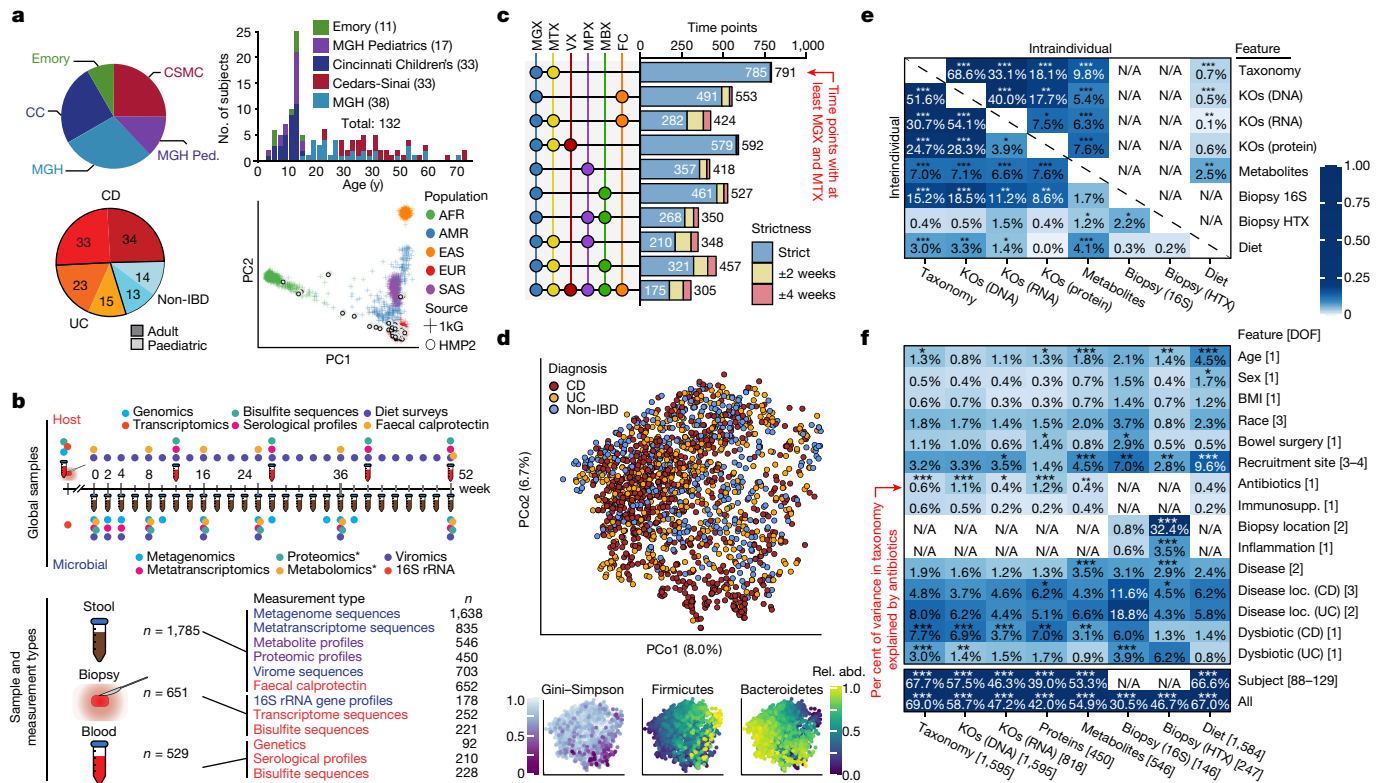 a
Emory
CSMC
CC
MGH
MGH Ped.
CD
33
34
23
15
13
14
Non-IBD
UC
Adult
Paediatric
No. of subjects
25
20
15
10
5
0
Emory (11)
MGH Pediatrics (17)
Cincinnati Children's (33)
Cedars-Sinai (33)
MGH (38)
Total: 132
0 10 20 30 40 50 60 70
Age (y)
PC2
PC1
Population
AFR
AMR
EAS
EUR
SAS
Source
1kG
HMP2
b
Host
Genomics
Bisulfite sequences
Diet surveys
Transcriptomics
Serological profiles
Faecal calprotectin
Global samples
0 2 4 8 16 24 36 52
week
Microbial
Metagenomics
Proteomics*
Viromics
Metatranscriptomics
Metabolomics*
16S rRNA
Sample and
measurement types
Stool
n = 1,785
Biopsy
n = 651
Blood
n = 529
Measurement type n
Metagenome sequences 1,638
Metatranscriptome sequences 835
Metabolite profiles 546
Proteomic profiles 450
Virome sequences 703
Faecal calprotectin 652
16S rRNA gene profiles 178
Transcriptome sequences 252
Bisulfite sequences 221
Genetics 92
Serological profiles 210
Bisulfite sequences 228
c
MGX
MTX
VX
MPX
MBX
FC
Time points
0 250 500 750 1,000
785 791
491 553
282 424
579 592
357 418
461 527
268 350
210 348
321 457
175 305
Time points with at
least MGX and MTX
Strictness
Strict
±2 weeks
±4 weeks
d
Diagnosis
CD
UC
Non-IBD
PCo2 (6.7%)
PCo1 (8.0%)
Rel. abd.
Gini–Simpson
Firmicutes
Bacteroidetes
1.0
0.5
1.0
0.0
e
Intraindividual
Feature
Interindividual
*** 68.6% *** 33.1% *** 18.1% *** 9.8% N/A N/A *** 0.7% Taxonomy
*** 51.6% *** 40.0% *** 17.7% *** 5.4% N/A N/A *** 0.5% KOs (DNA)
*** 30.7% *** 54.1% * 7.5% *** 6.3% N/A N/A ** 0.1% KOs (RNA)
*** 24.7% *** 28.3% * 3.9% *** 7.6% N/A N/A 0.6% KOs (protein)
*** 7.0% *** 7.1% *** 6.6% *** 7.6% N/A N/A ** 2.5% Metabolites
*** 15.2% *** 18.5% ** 11.2% ** 8.6% 1.7% N/A N/A Biopsy 16S
0.4% 0.5% 1.5% 0.4% * 1.2% * 2.2% N/A Biopsy HTX
*** 3.0% *** 3.3% * 1.4% 0.0% *** 4.1% 0.3% 0.2% Diet
Taxonomy
KOs (DNA)
KOs (RNA)
KOs (protein)
Metabolites
Biopsy (16S)
Biopsy (HTX)
Diet
1.00
0.75
0.50
0.25
0
f
Feature [DOF]
* 1.3% 0.8% 1.1% * 1.3% *** 1.8% 2.1% ** 1.4% *** 4.5% Age [1]
0.5% 0.4% 0.4% 0.3% 0.7% 1.5% 0.4% * 1.7% Sex [1]
0.6% 0.7% 0.3% 0.3% 0.9% 1.4% 0.7% 1.2% BMI [1]
1.8% 1.7% 1.4% 1.5% 2.0% 3.7% 0.8% 2.3% Race [3]
1.1% 1.0% 0.6% * 1.4% 0.8% * 2.9% 0.5% 0.5% Bowel surgery [1]
3.2% 3.3% * 3.5% 1.4% *** 4.5% ** 7.0% ** 2.8% *** 9.6% Recruitment site [3–4]
*** 0.6% *** 1.1% * 0.4% *** 1.2% ** 0.4% N/A N/A 0.4% Antibiotics [1]
0.6% 0.5% 0.2% 0.2% 0.4% N/A N/A 0.2% Immunosupp. [1]
N/A N/A N/A N/A N/A 0.8% *** 32.4% N/A Biopsy location [2]
N/A N/A N/A N/A N/A 0.6% *** 3.5% N/A Inflammation [1]
1.9% 1.6% 1.2% 1.3% *** 3.5% 3.1% *** 2.9% 2.4% Disease [2]
4.8% 3.7% 4.6% * 6.2% 4.3% 11.6% * 4.5% 6.2% Disease loc. (CD) [3]
8.0% 6.2% 4.4% 5.1% 6.6% 18.8% 4.3% 5.8% Disease loc. (UC) [2]
*** 7.7% *** 6.9% *** 3.7% *** 7.0% ** 3.1% 6.0% 1.3% 1.4% Dysbiotic (CD) [1]
*** 3.0% ** 1.4% 1.5% 1.7% 0.9% *** 3.9% 6.2% 0.8% Dysbiotic (UC) [1]
*** 67.7% *** 57.5% *** 46.3% *** 39.0% *** 53.3% N/A N/A *** 66.6% Subject [88–129]
*** 69.0% *** 58.7% *** 47.2% *** 42.0% *** 54.9% *** 30.5% *** 46.7% *** 67.0% All
Per cent of variance in taxonomy
explained by antibiotics
Taxonomy [1,595]
KOs (DNA) [1,595]
KOs (RNA) [818]
Proteins [450]
Metabolites [546]
Biopsy (16S) [146]
Biopsy (HTX) [247]
Diet [1,584]